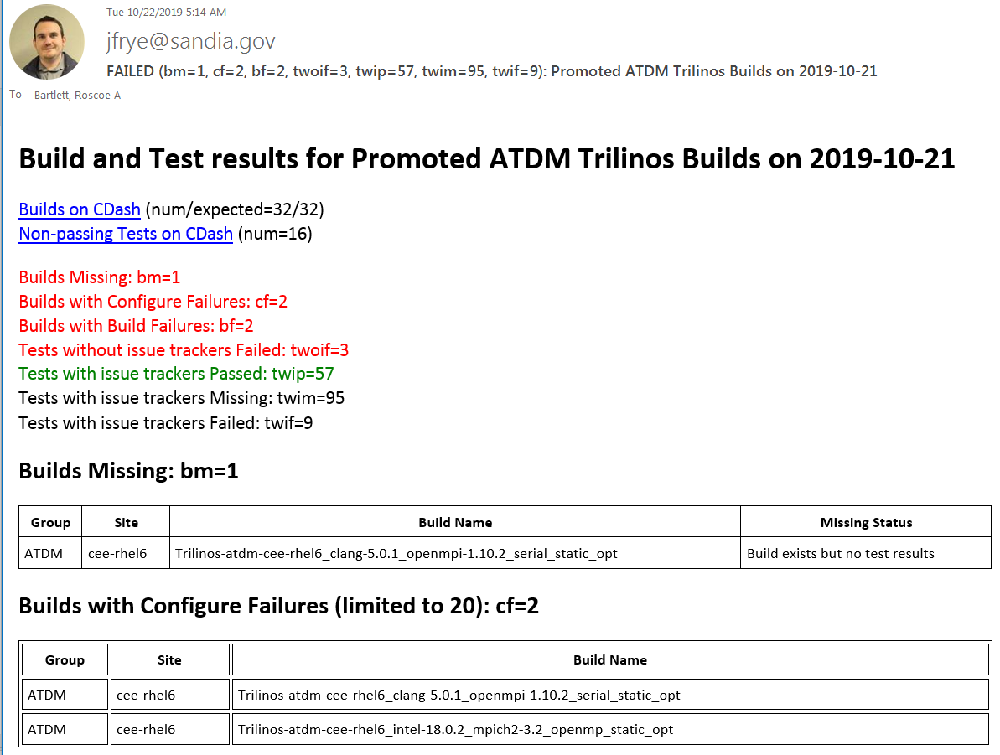 Tue 10/22/2019 5:14 AM
jfrye@sandia.gov
FAILED (bm=1, cf=2, bf=2, twoif=3, twip=57, twim=95, twif=9): Promoted ATDM Trilinos Builds on 2019-10-21
To Bartlett, Roscoe A
Build and Test results for Promoted ATDM Trilinos Builds on 2019-10-21
Builds on CDash (num/expected=32/32)
Non-passing Tests on CDash (num=16)
Builds Missing: bm=1
Builds with Configure Failures: cf=2
Builds with Build Failures: bf=2
Tests without issue trackers Failed: twoif=3
Tests with issue trackers Passed: twip=57
Tests with issue trackers Missing: twim=95
Tests with issue trackers Failed: twif=9
Builds Missing: bm=1
Group Site Build Name Missing Status
ATDM cee-rhel6 Trilinos-atdm-cee-rhel6_clang-5.0.1_openmpi-1.10.2_serial_static_opt Build exists but no test results
Builds with Configure Failures (limited to 20): cf=2
Group Site Build Name
ATDM cee-rhel6 Trilinos-atdm-cee-rhel6_clang-5.0.1_openmpi-1.10.2_serial_static_opt
ATDM cee-rhel6 Trilinos-atdm-cee-rhel6_intel-18.0.2_mpich2-3.2_openmp_static_opt